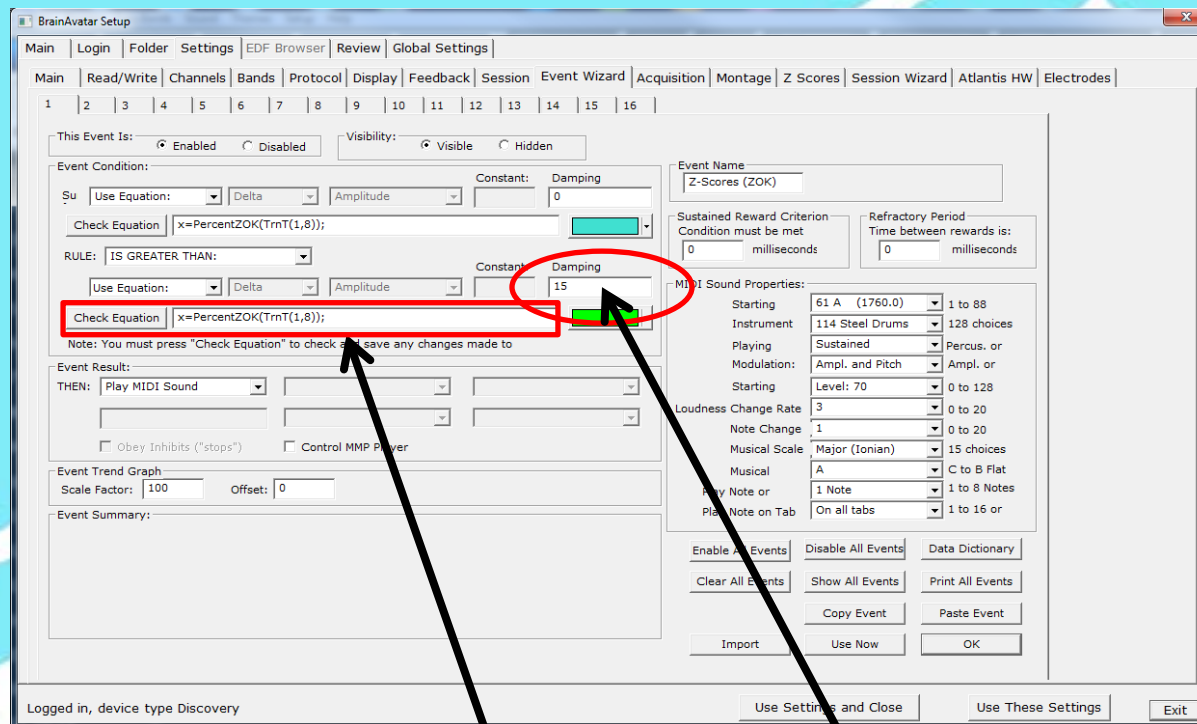 BrainAvatar Setup
Main Login Folder Settings EDF Browser Review Global Settings
Main Read/Write Channels Bands Protocol Display Feedback Session Event Wizard Acquisition Montage Z Scores Session Wizard Atlantis HW Electrodes
1 2 3 4 5 6 7 8 9 10 11 12 13 14 15 16
This Event Is: Enabled Disabled Visibility: Visible Hidden
Event Condition:
Constant: Damping
Su Use Equation: Delta Amplitude 0
Check Equation x=PercentZOK(TrnT(1,8));
RULE: IS GREATER THAN:
Constant Damping
Use Equation: Delta Amplitude 15
Check Equation x=PercentZOK(TrnT(1,8));
Note: You must press "Check Equation" to check and save any changes made to
Event Result:
THEN: Play MIDI Sound
Obey Inhibits ("stops") Control MMP Player
Event Trend Graph
Scale Factor: 100 Offset: 0
Event Summary:
Event Name
Z-Scores (ZOK)
Sustained Reward Criterion
Condition must be met
0 milliseconds
Refractory Period
Time between rewards is:
0 milliseconds
MIDI Sound Properties:
Starting 61 A (1760.0) 1 to 88
Instrument 114 Steel Drums 128 choices
Playing Sustained Percus. or
Modulation: Ampl. and Pitch Ampl. or
Starting Level: 70 0 to 128
Loudness Change Rate 3 0 to 20
Note Change 1 0 to 20
Musical Scale Major (Ionian) 15 choices
Musical A C to B Flat
Play Note or 1 Note 1 to 8 Notes
Note on Tab On all tabs 1 to 16 or
Enable All Events Disable All Events Data Dictionary
Clear All Events Show All Events Print All Events
Copy Event Paste Event
Import Use Now OK
Logged in, device type Discovery Use Settings and Close Use These Settings Exit